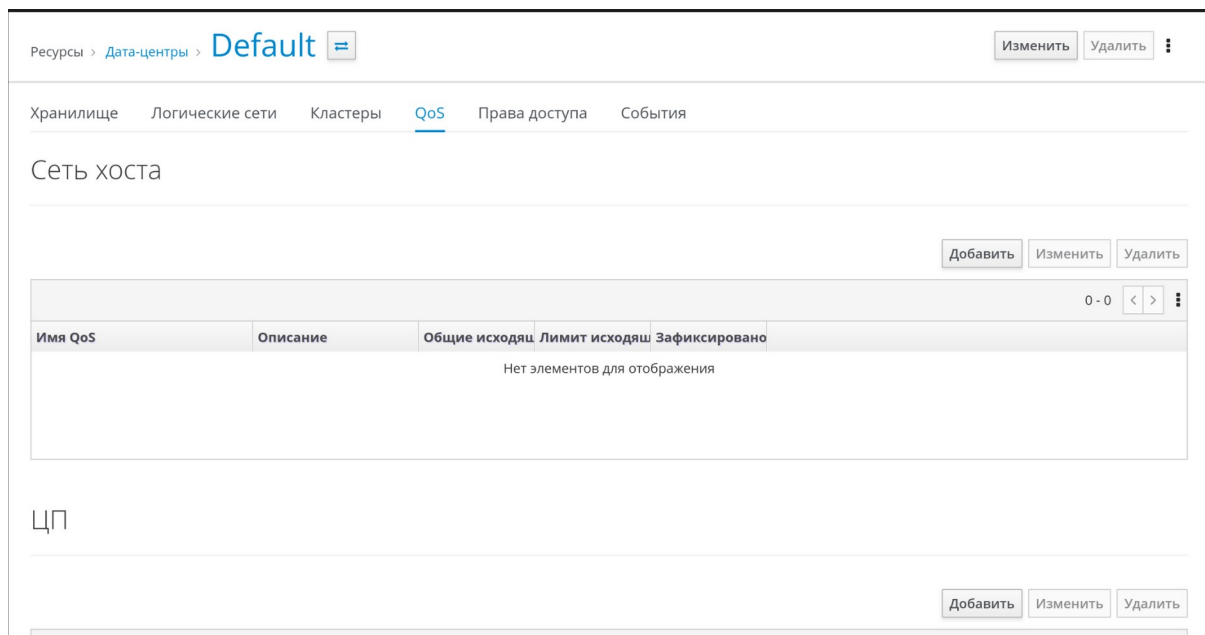 Ресурсы > Дата-центры > Default
Изменить Удалить
Хранилище Логические сети Кластеры QoS Права доступа События
Сеть хоста
Добавить Изменить Удалить
0 - 0 < >
Имя QoS Описание Общие исходящ Лимит исходящ Зафиксировано
Нет элементов для отображения
ЦП
Добавить Изменить Удалить